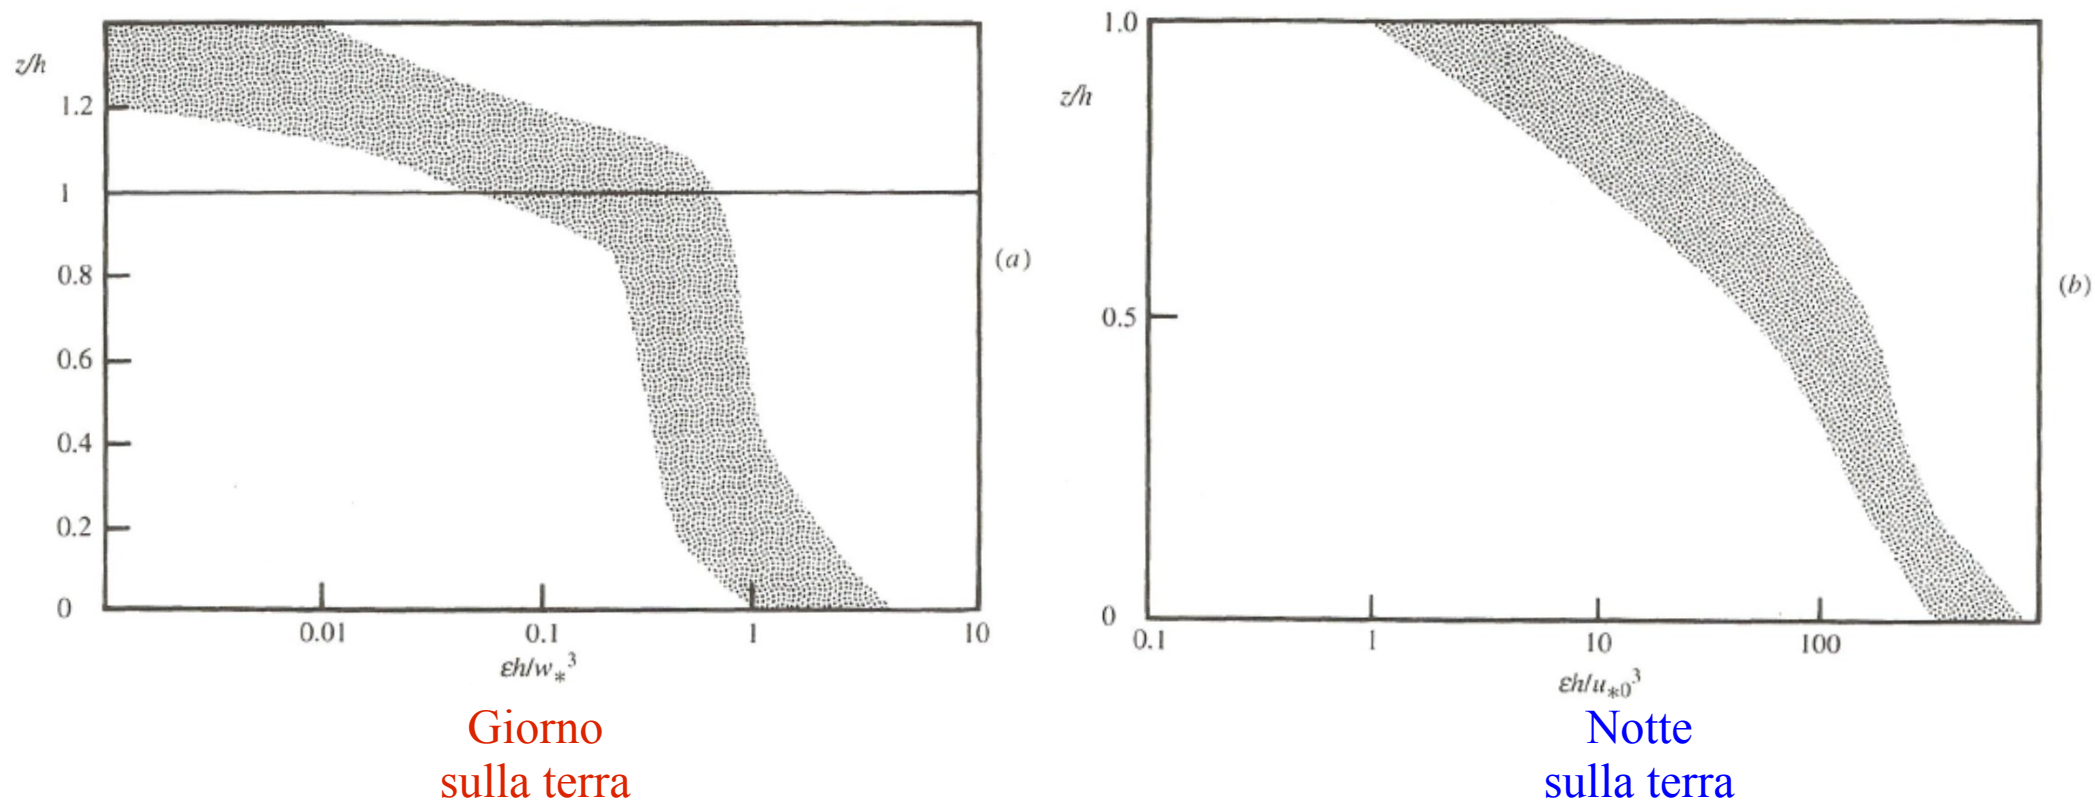 z/h
1.2
1
0.8
0.6
0.4
0.2
0
0.01
0.1
1
10
εh/w*³
(a)
Giorno
sulla terra
1.0
z/h
0.5
0
0.1
1
10
100
εh/u*0³
(b)
Notte
sulla terra